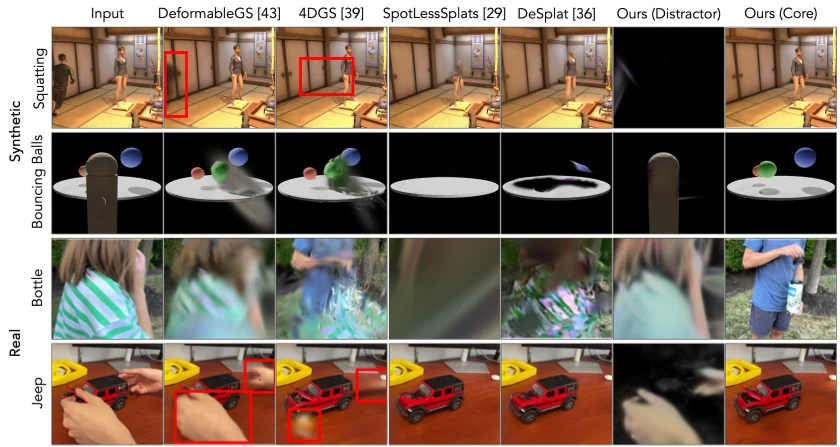 Input DeformableGS [43] 4DGS [39] SpotLessSplats [29] DeSplat [36] Ours (Distractor) Ours (Core)
Synthetic
Squatting
Bouncing Balls
Real
Bottle
Jeep